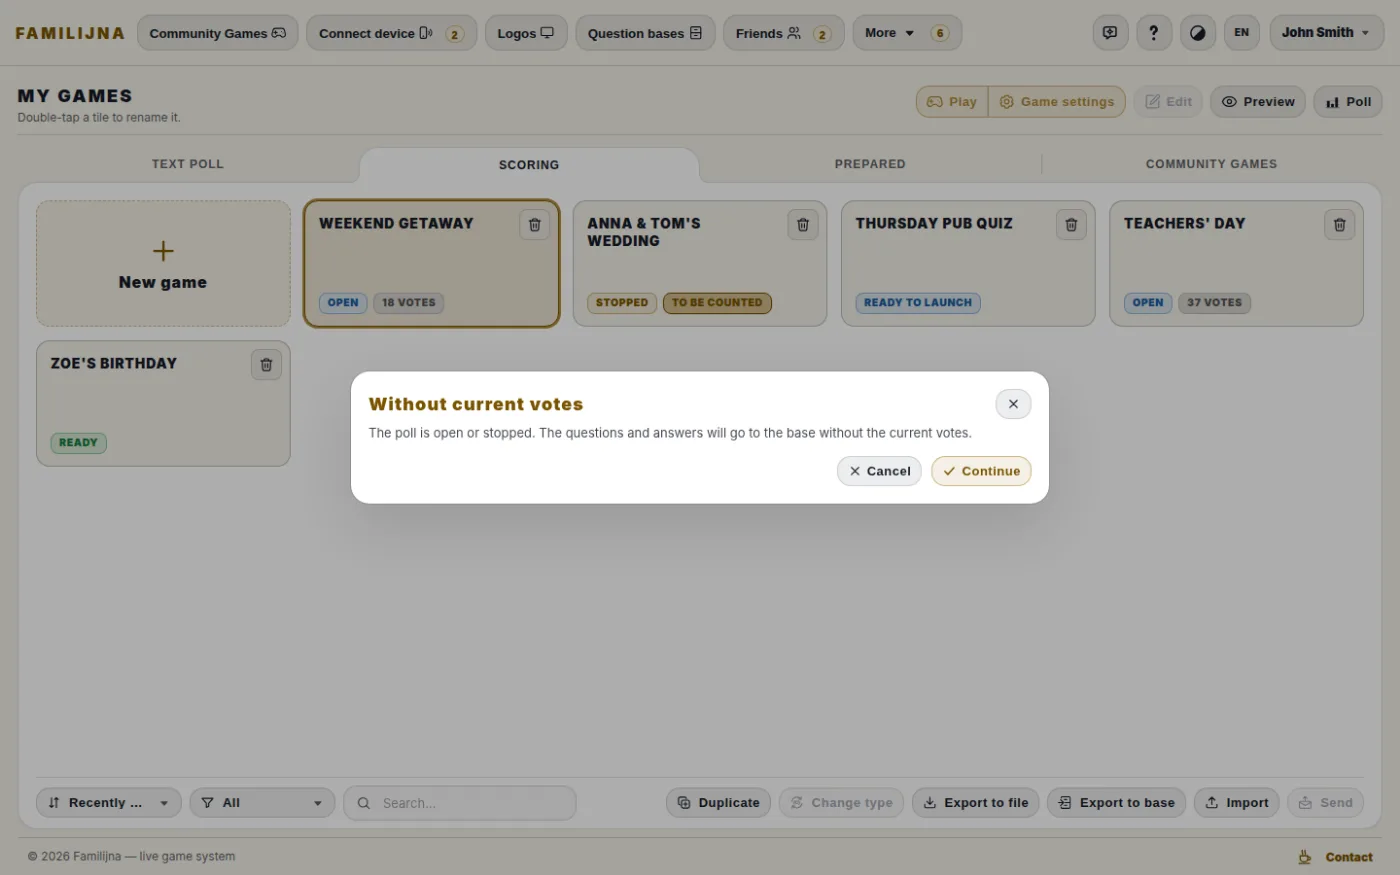 FAMILIJNA
Community Games
Connect device 2
Logos
Question bases
Friends 2
More 6
?
EN
John Smith
MY GAMES
Double-tap a tile to rename it.
Play
Game settings
Edit
Preview
Poll
TEXT POLL
SCORING
PREPARED
COMMUNITY GAMES
New game
WEEKEND GETAWAY
OPEN
18 VOTES
ANNA & TOM'S
WEDDING
STOPPED
TO BE COUNTED
THURSDAY PUB QUIZ
READY TO LAUNCH
TEACHERS' DAY
OPEN
37 VOTES
ZOE'S BIRTHDAY
READY
Without current votes
The poll is open or stopped. The questions and answers will go to the base without the current votes.
Cancel
Continue
Recently ...
All
Search...
Duplicate
Change type
Export to file
Export to base
Import
Send
© 2026 Familijna — live game system
Contact